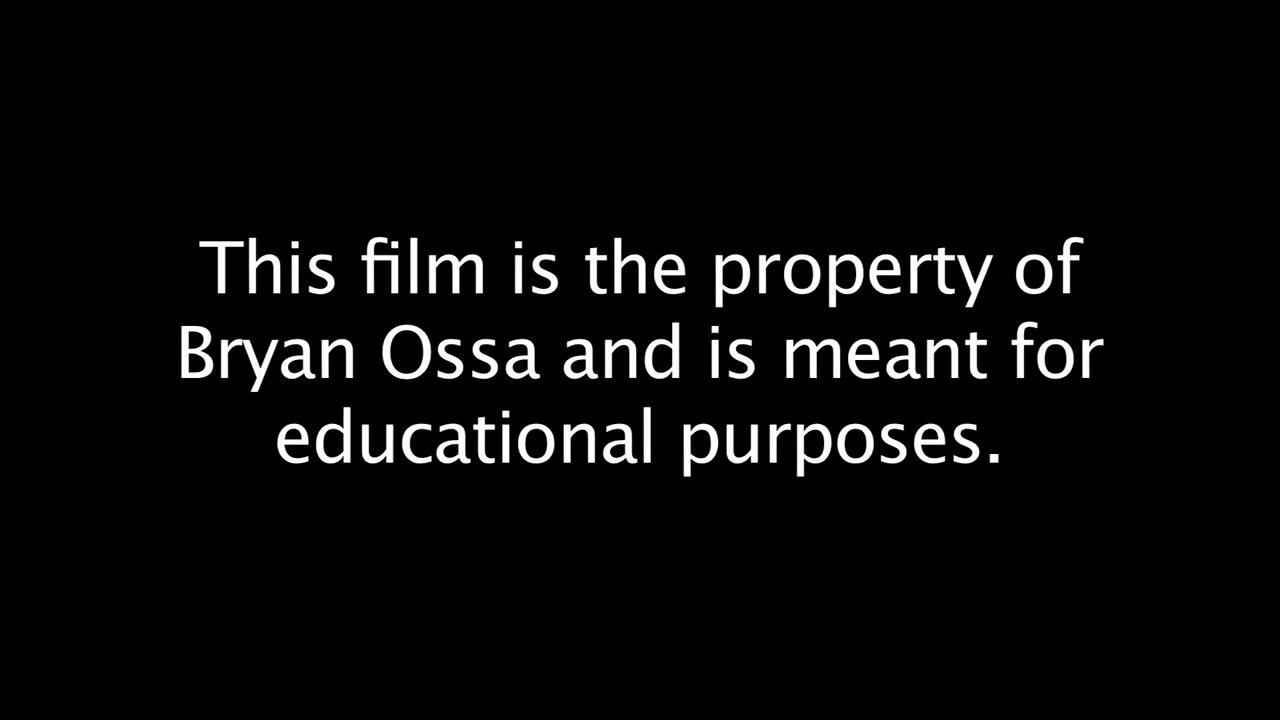 This film is the property of
Bryan Ossa and is meant for
educational purposes.